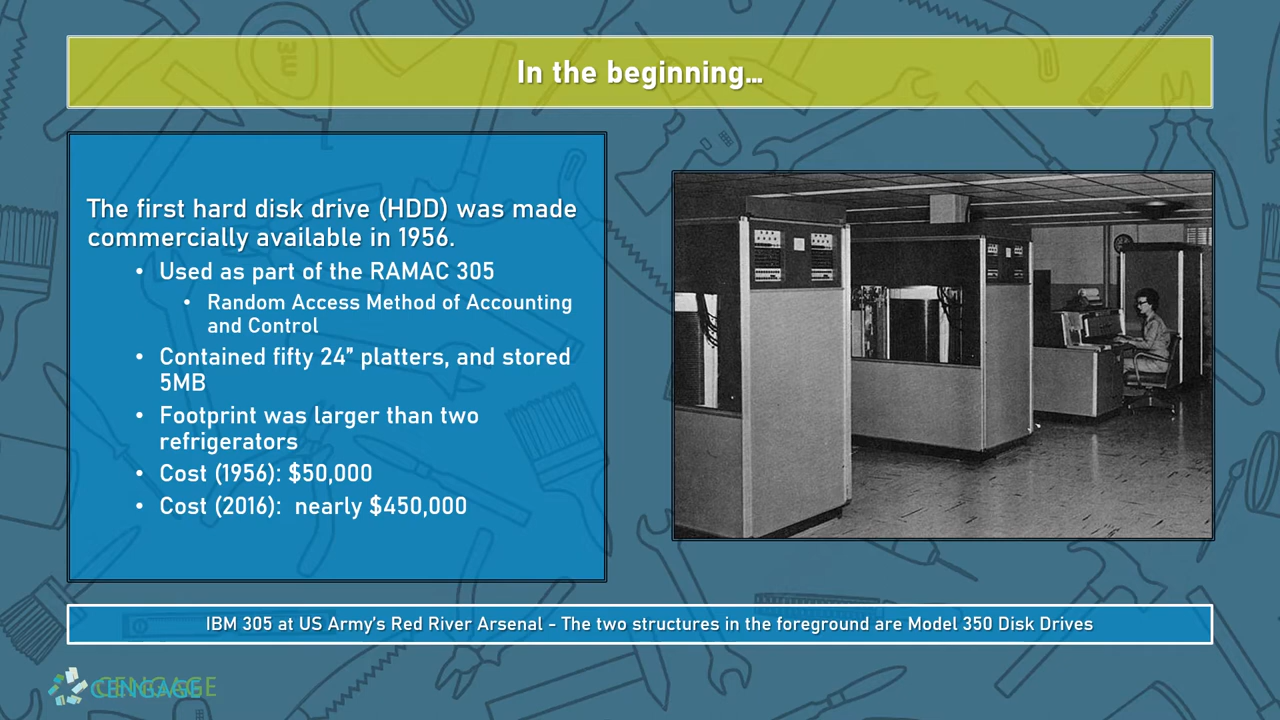 In the beginning…
The first hard disk drive (HDD) was made
commercially available in 1956.
• Used as part of the RAMAC 305
• Random Access Method of Accounting
and Control
• Contained fifty 24” platters, and stored
5MB
• Footprint was larger than two
refrigerators
• Cost (1956): $50,000
• Cost (2016):  nearly $450,000
IBM 305 at US Army’s Red River Arsenal - The two structures in the foreground are Model 350 Disk Drives
CENGAGE